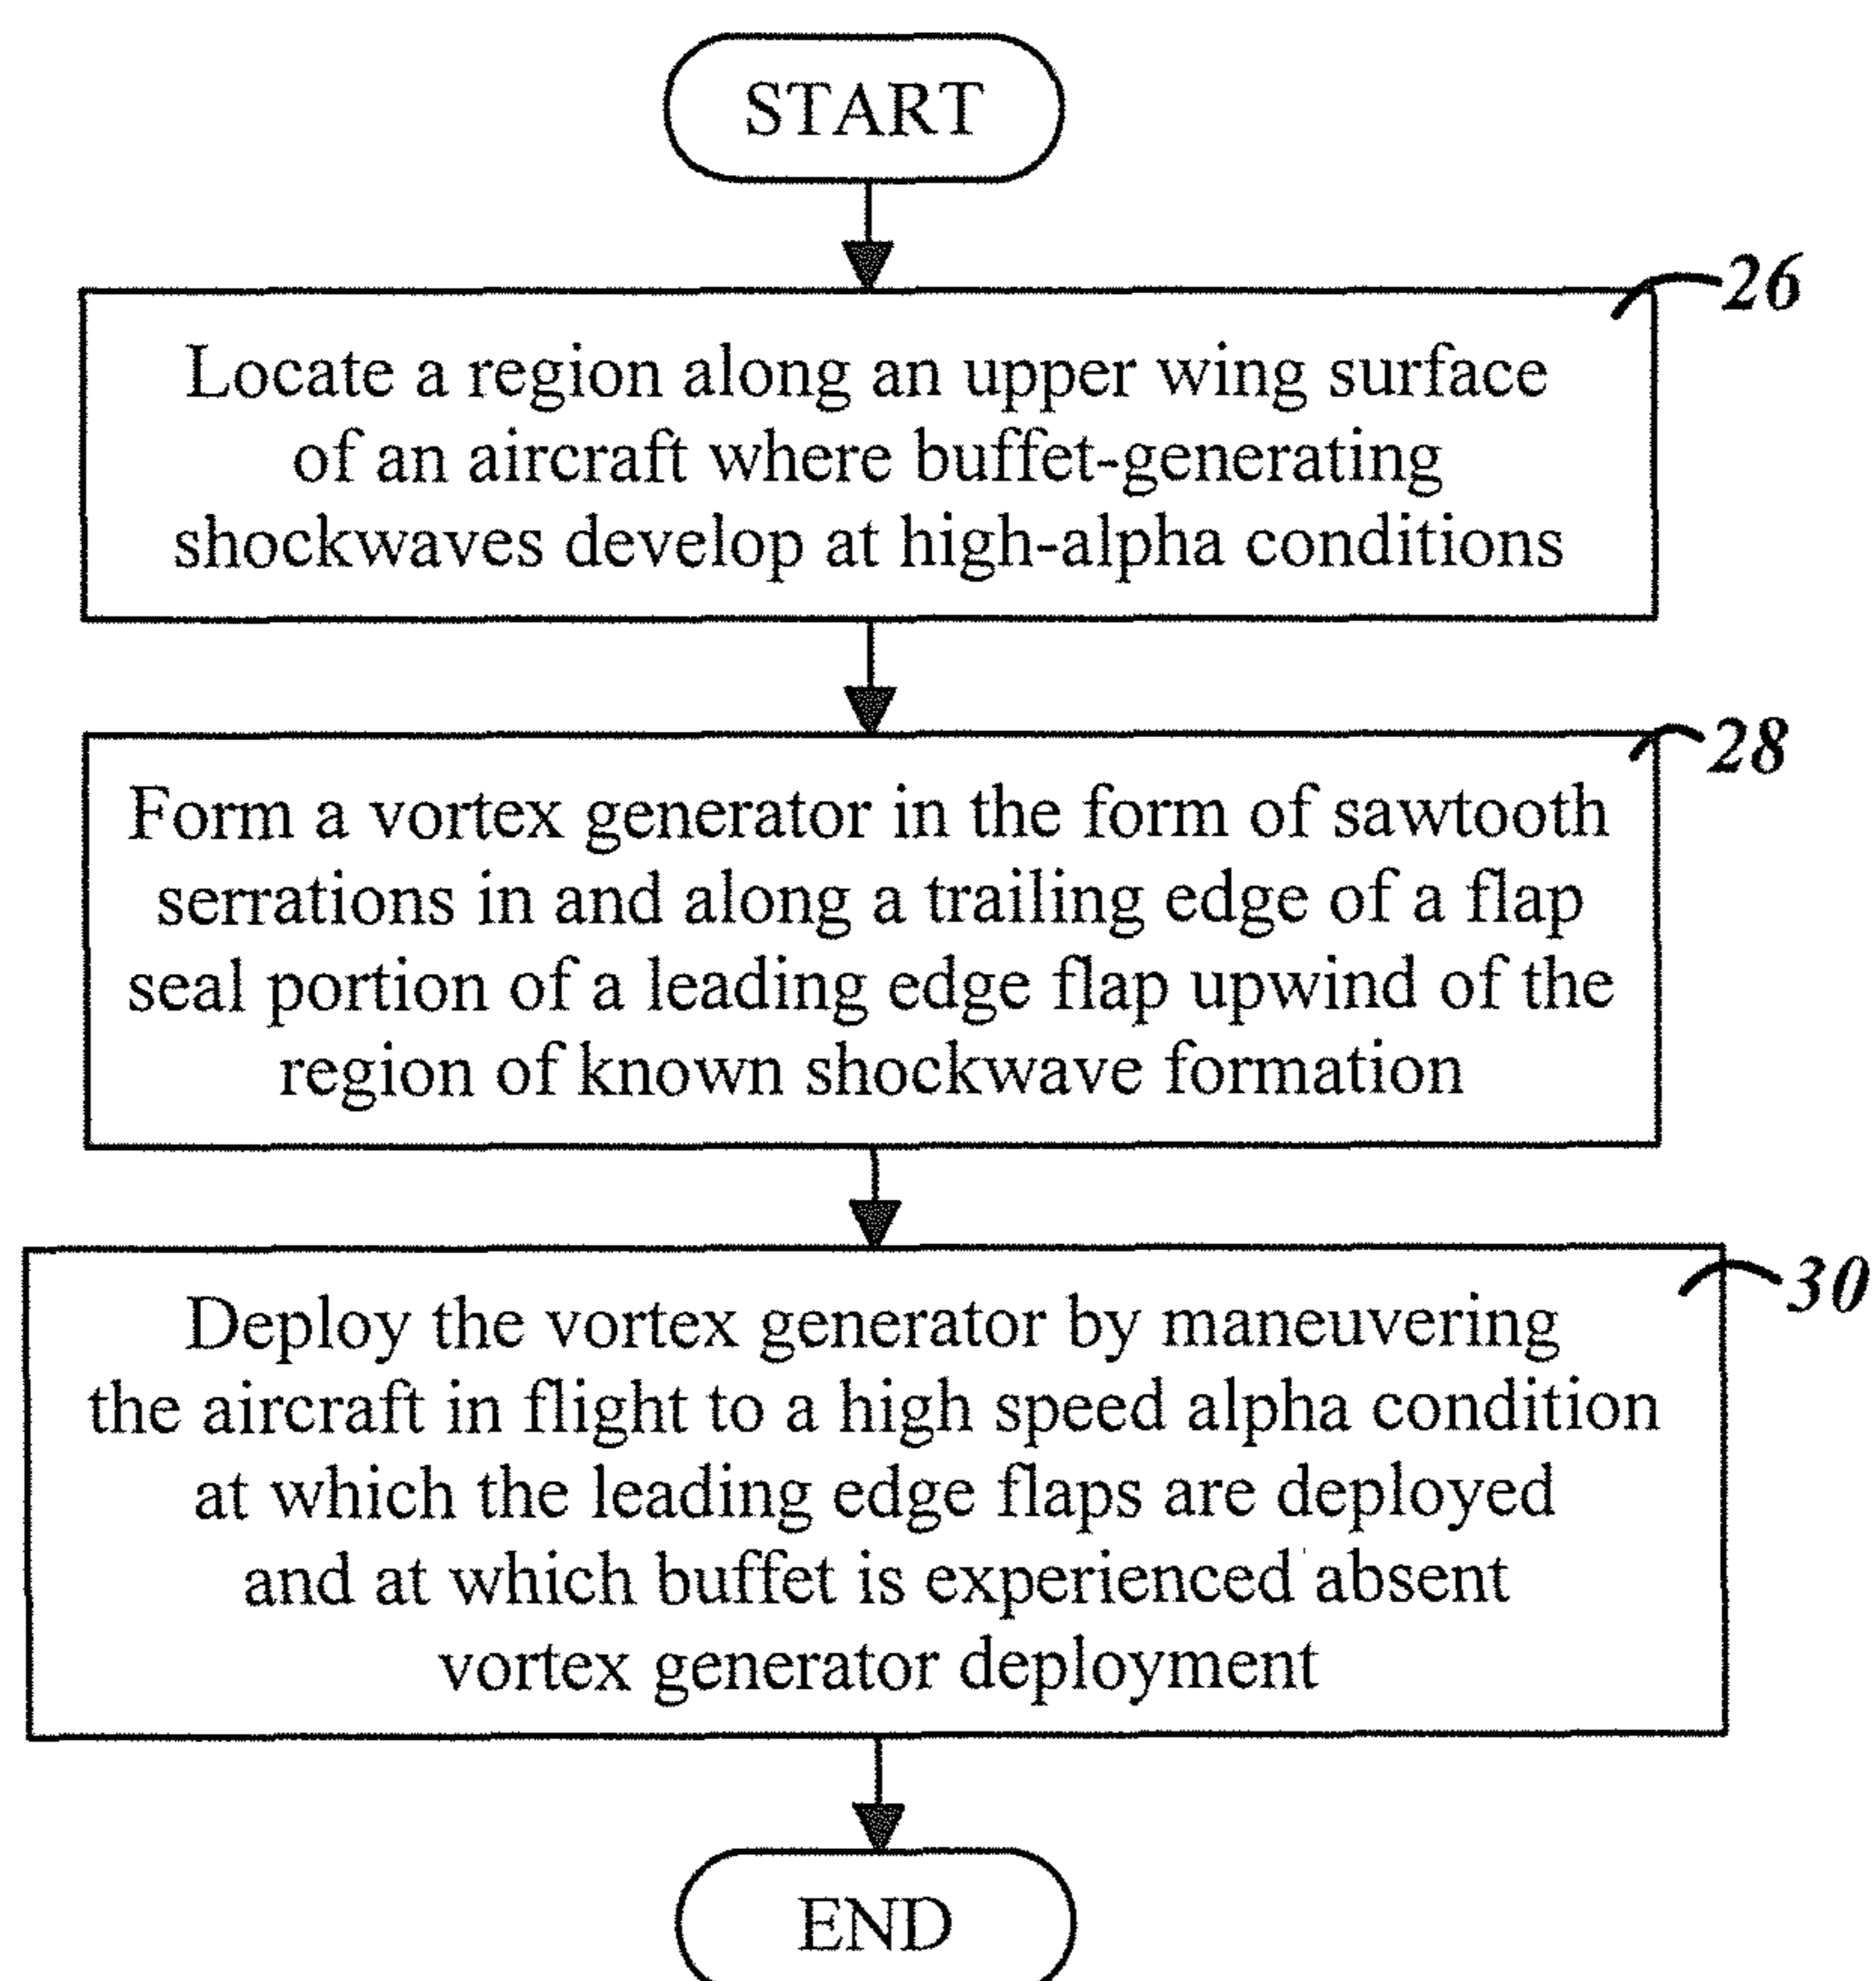 START
26
Locate a region along an upper wing surface
of an aircraft where buffet-generating
shockwaves develop at high-alpha conditions
28
Form a vortex generator in the form of sawtooth
serrations in and along a trailing edge of a flap
seal portion of a leading edge flap upwind of the
region of known shockwave formation
30
Deploy the vortex generator by maneuvering
the aircraft in flight to a high speed alpha condition
at which the leading edge flaps are deployed
and at which buffet is experienced absent
vortex generator deployment
END